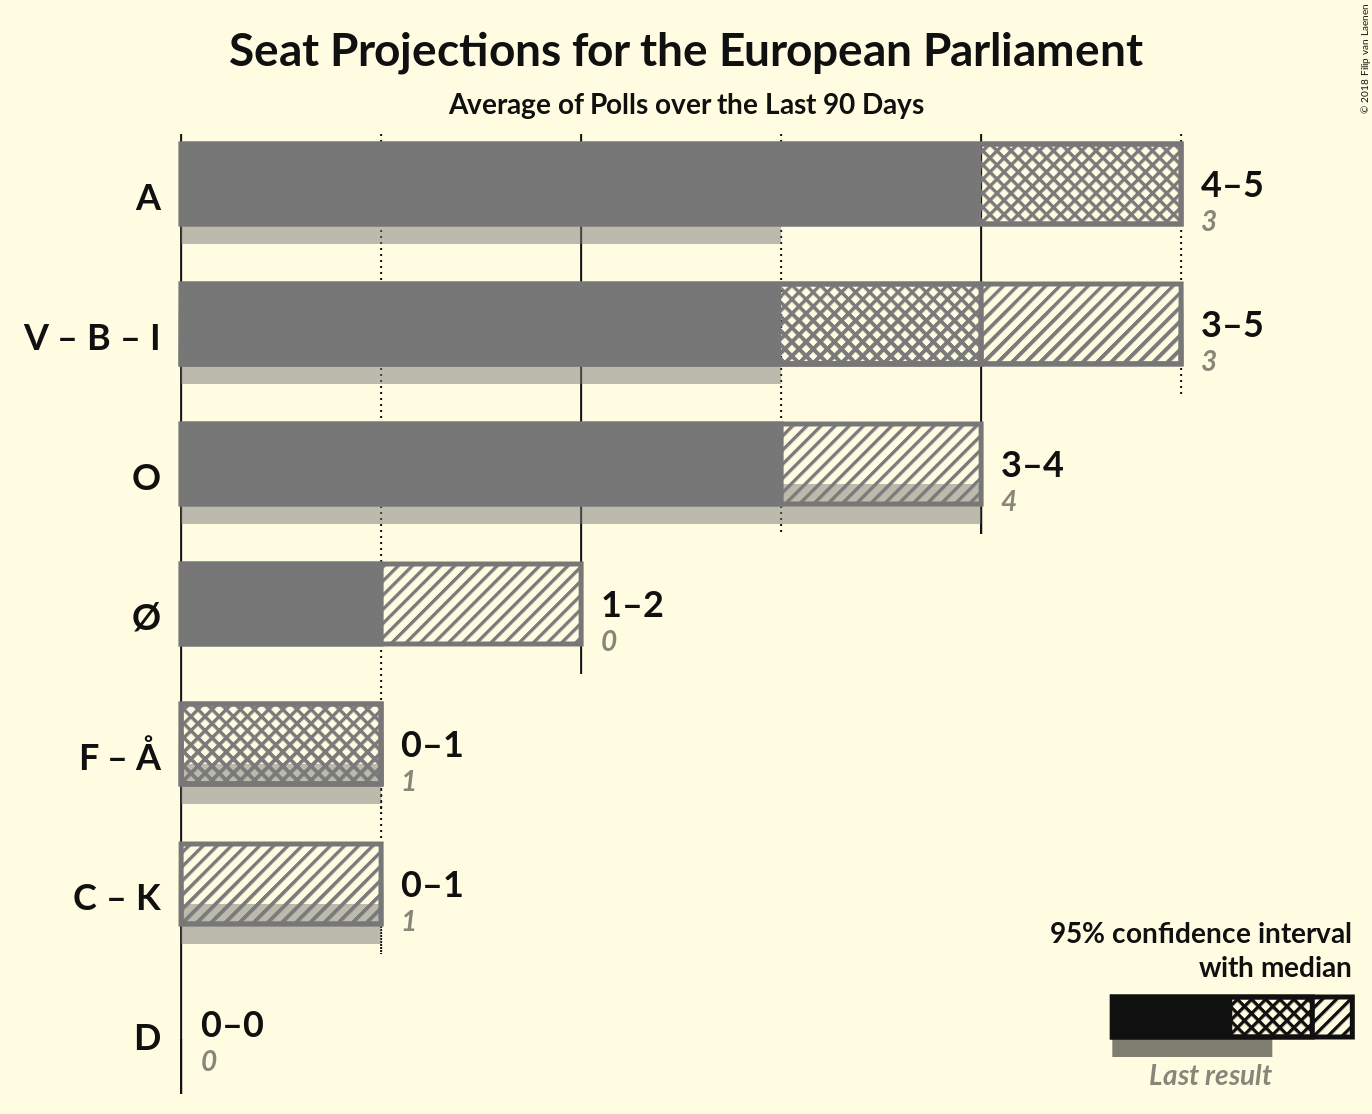 Seat Projections for the European Parliament
Average of Polls over the Last 90 Days
© 2018 Filip van Laenen
A
4–5
3
V – B – I
3–5
3
O
3–4
4
Ø
1–2
0
F – Å
0–1
1
C – K
0–1
1
D
0–0
0
95% confidence interval
with median
Last result